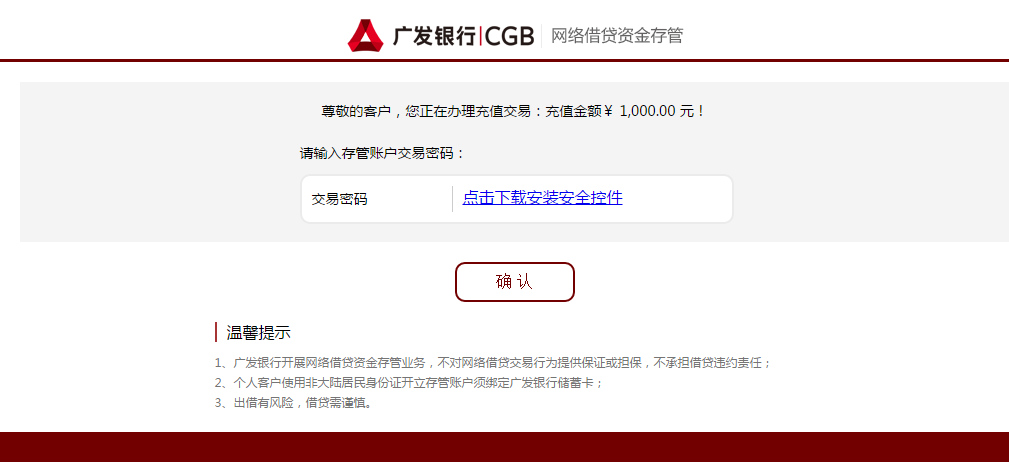 广发银行|CGB 网络借贷资金存管
尊敬的客户，您正在办理充值交易：充值金额¥ 1,000.00 元！
请输入存管账户交易密码：
交易密码 点击下载安装安全控件
确 认
温馨提示
1、广发银行开展网络借贷资金存管业务，不对网络借贷交易行为提供保证或担保，不承担借贷违约责任；
2、个人客户使用非大陆居民身份证开立存管账户须绑定广发银行储蓄卡；
3、出借有风险，借贷需谨慎。